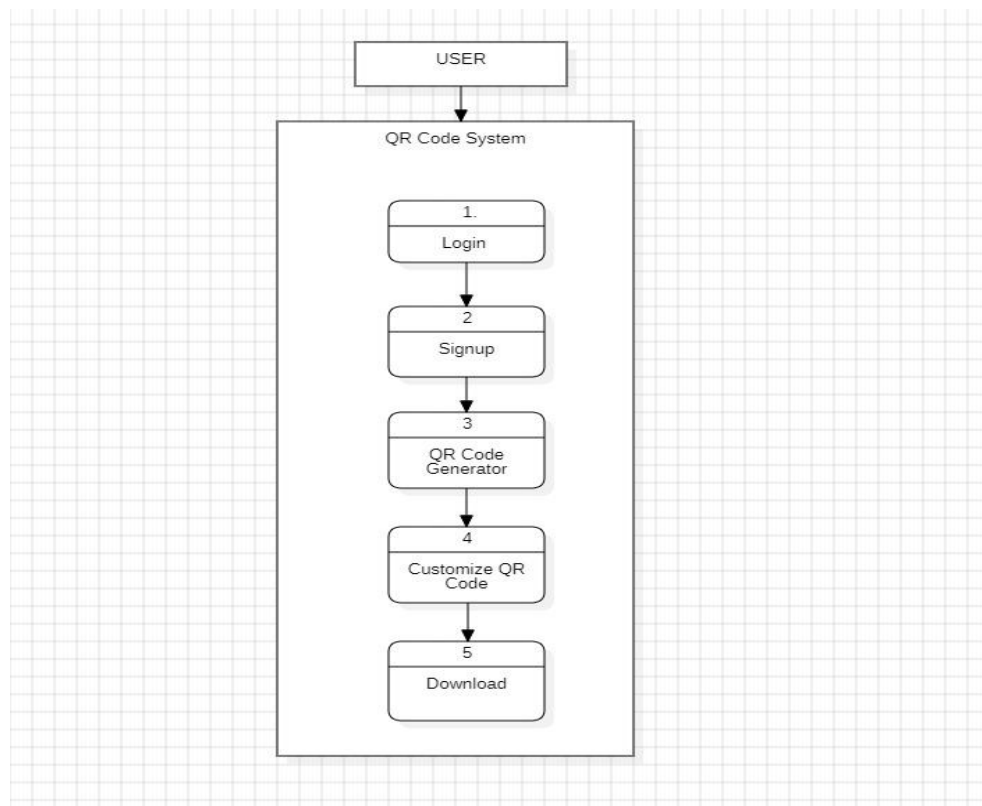 USER
QR Code System
1.
Login
2
Signup
3
QR Code
Generator
4
Customize QR
Code
5
Download